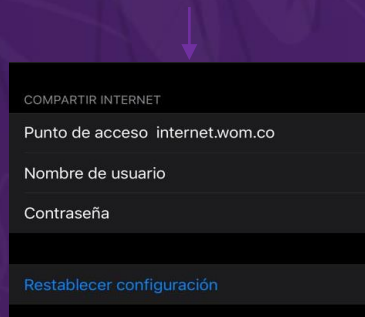 COMPARTIR INTERNET
Punto de acceso internet.wom.co
Nombre de usuario
Contraseña
Restablecer configuración